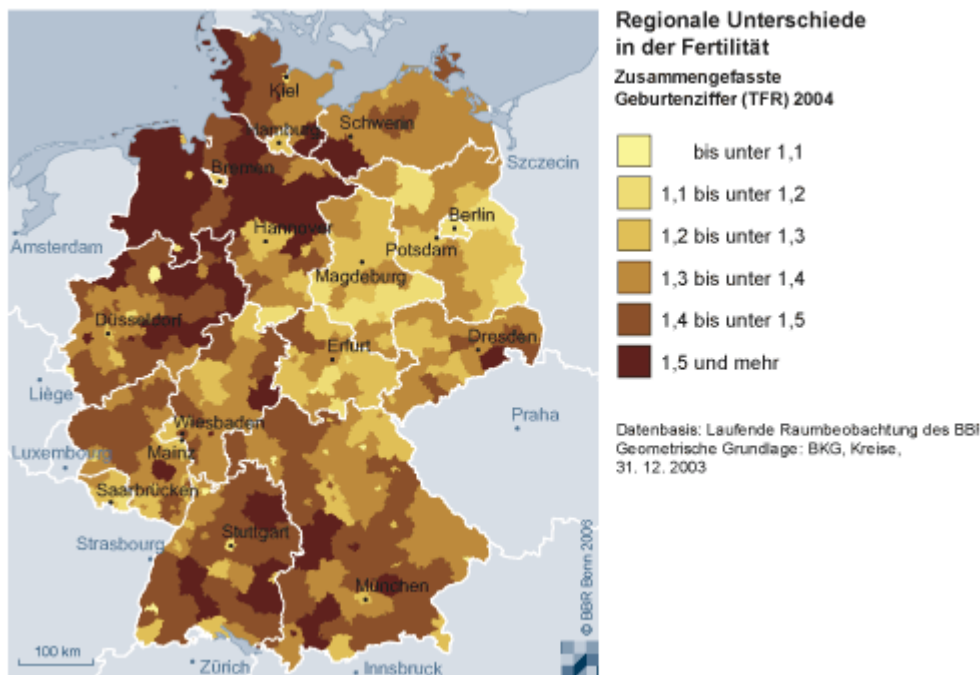 Regionale Unterschiede
in der Fertilität
Zusammengefasste
Geburtenziffer (TFR) 2004
bis unter 1,1
1,1 bis unter 1,2
1,2 bis unter 1,3
1,3 bis unter 1,4
1,4 bis unter 1,5
1,5 und mehr
Datenbasis: Laufende Raumbeobachtung des BBR
Geometrische Grundlage: BKG, Kreise,
31. 12. 2003
Kiel
Hamburg
Schwerin
Szczecin
Bremen
Berlin
Amsterdam
Hannover
Potsdam
Magdeburg
Düsseldorf
Dresden
Erfurt
Liège
Praha
Wiesbaden
Luxembourg
Mainz
Saarbrücken
Stuttgart
Strasbourg
München
100 km
Zürich
Innsbruck
© BBR Bonn 2006